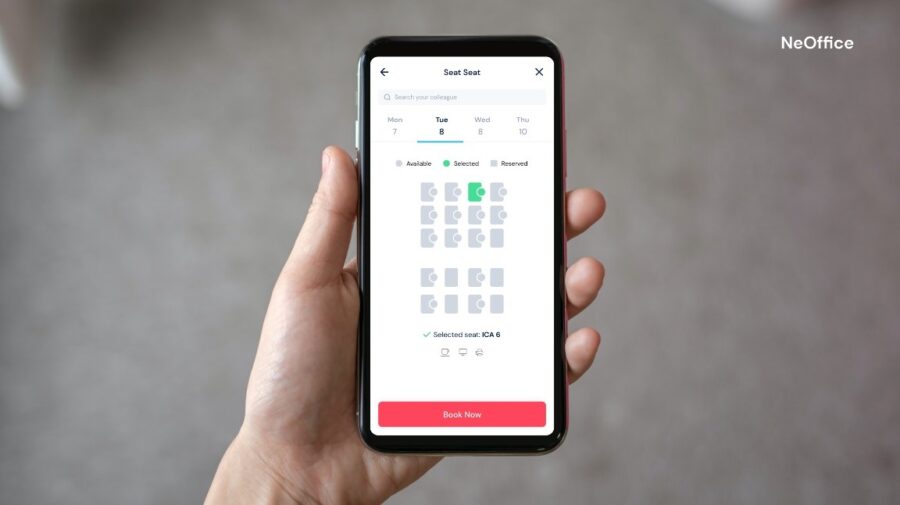 NeOffice
Seat Seat
Search your colleague
Mon Tue Wed Thu
7 8 8 10
Available Selected Reserved
Selected seat: ICA 6
Book Now